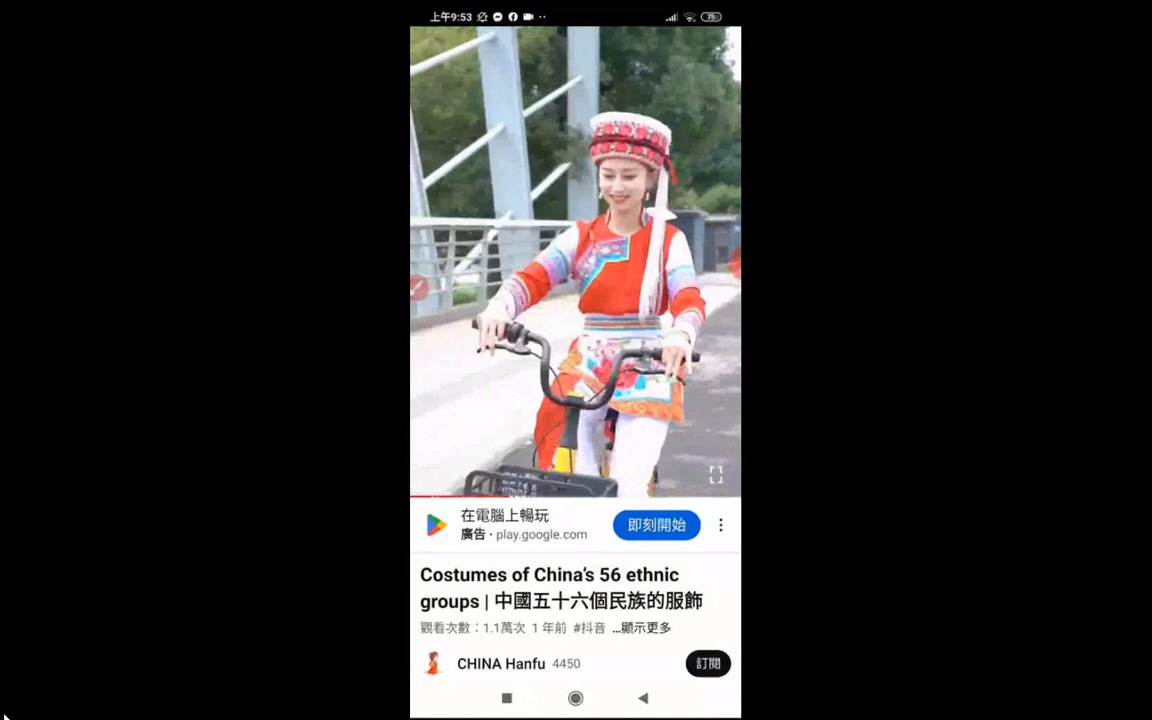 上午9:53
75
在電腦上暢玩
廣告 · play.google.com
即刻開始
Costumes of China's 56 ethnic
groups | 中國五十六個民族的服飾
觀看次數：1.1萬次 1 年前 #抖音 ...顯示更多
CHINA Hanfu 4450
訂閱